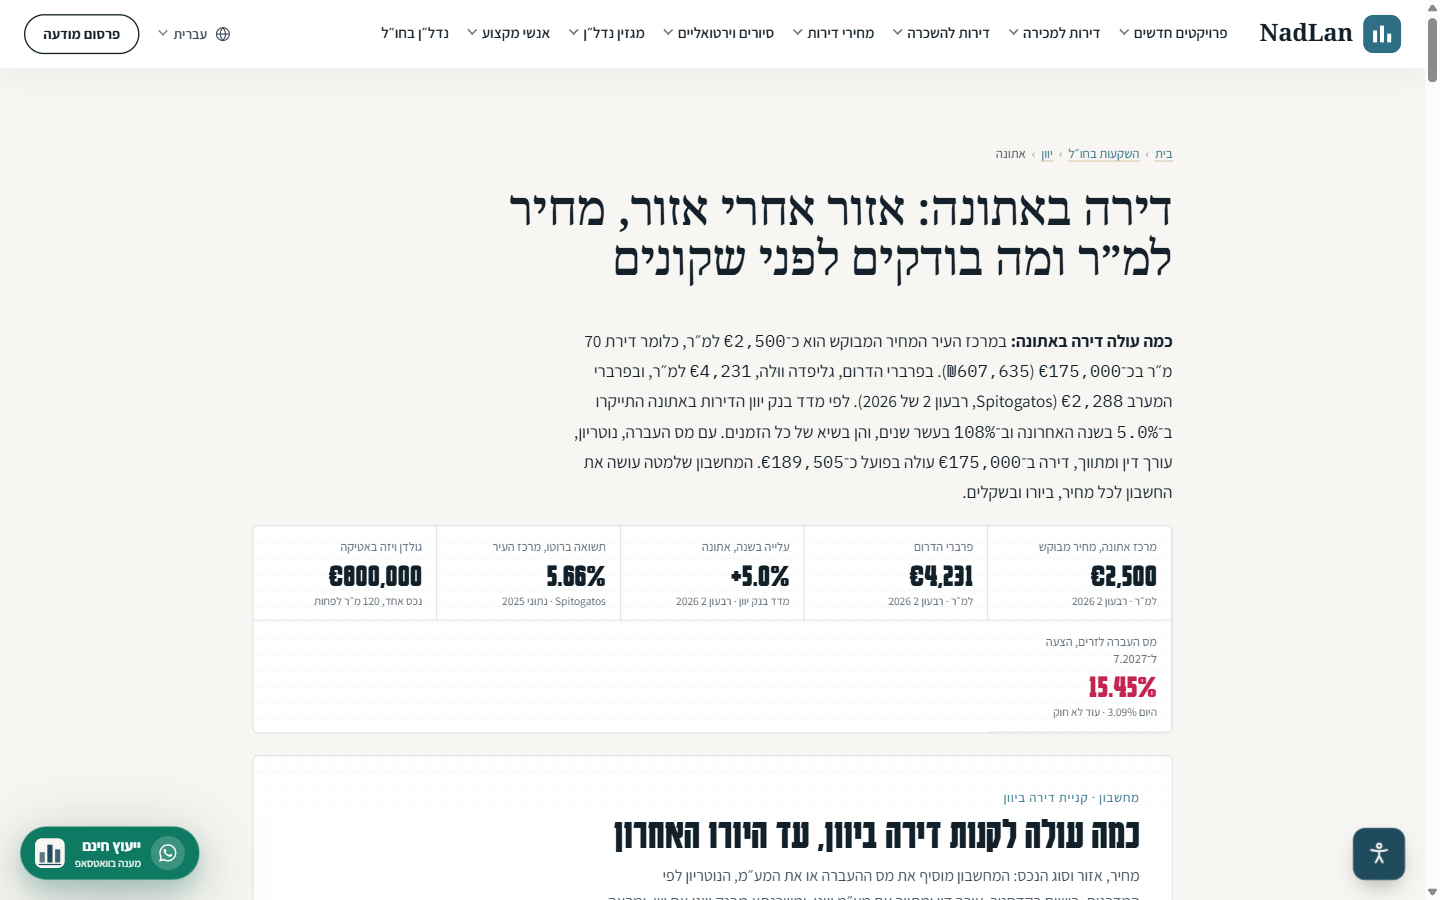 NadLan
פרויקטים חדשים
דירות למכירה
דירות להשכרה
מחירי דירות
סיורים וירטואליים
מגזין נדל״ן
אנשי מקצוע
נדל״ן בחו״ל
עברית
פרסום מודעה
בית › השקעות בחו״ל › יוון › אתונה
דירה באתונה: אזור אחרי אזור, מחיר
למ״ר ומה בודקים לפני שקונים
כמה עולה דירה באתונה: במרכז העיר המחיר המבוקש הוא כ־€2,500 למ״ר, כלומר דירת 70
מ״ר בכ־€175,000 (₪607,635). בפרברי הדרום, גליפדה וולה, €4,231 למ״ר, ובפרברי
המערב €2,288 (Spitogatos, רבעון 2 של 2026). לפי מדד בנק יוון הדירות באתונה התייקרו
ב־5.0% בשנה האחרונה וב־108% בעשר שנים, והן בשיא של כל הזמנים. עם מס העברה, נוטריון,
עורך דין ומתווך, דירה ב־€175,000 עולה בפועל כ־€189,505. המחשבון שלמטה עושה את
החשבון לכל מחיר, ביורו ובשקלים.
מרכז אתונה, מחיר מבוקש
€2,500
למ״ר · רבעון 2 2026
פרברי הדרום
€4,231
למ״ר · רבעון 2 2026
עלייה בשנה, אתונה
+5.0%
מדד בנק יוון · רבעון 2 2026
תשואה ברוטו, מרכז העיר
5.66%
Spitogatos · נתוני 2025
גולדן ויזה באטיקה
€800,000
נכס אחד, 120 מ״ר לפחות
מס העברה לזרים, הצעה
ל־7.2027
15.45%
היום 3.09% · עוד לא חוק
מחשבון · קניית דירה ביוון
כמה עולה לקנות דירה ביוון, עד היורו האחרון
מחיר, אזור וסוג הנכס: המחשבון מוסיף את מס ההעברה או את המע״מ, הנוטריון לפי
ייעוץ חינם
מענה בוואטסאפ